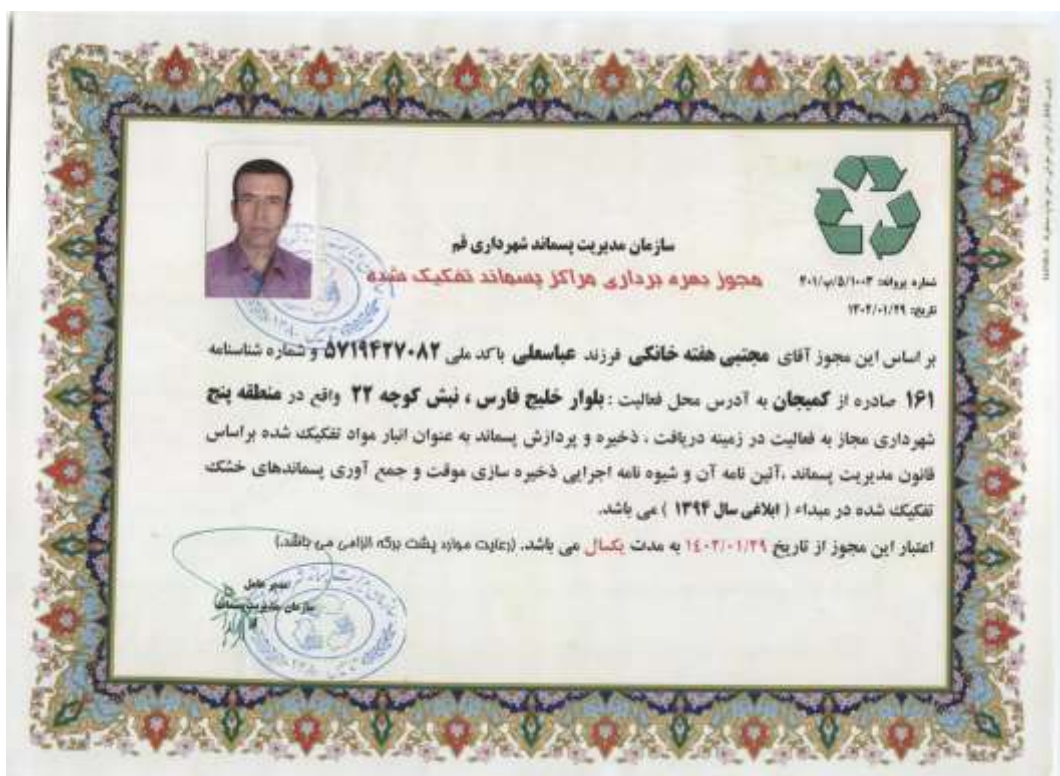 سازمان مدیریت پسماند شهرداری قم
مجوز بهره برداری مراکز پسماند تفکیک شده
شماره پروانه: ۲۰۱/پ/۵/۱۰۰۳
تاریخ: ۱۴۰۲/۰۱/۲۹
بر اساس این مجوز آقای مجتبی هفته خانکی فرزند عباسعلی باکد ملی ۵۷۱۹۴۲۷۰۸۲ و شماره شناسنامه
۱۶۱ صادره از کمیجان به آدرس محل فعالیت : بلوار خلیج فارس ، نبش کوچه ۲۲ واقع در منطقه پنج
شهرداری مجاز به فعالیت در زمینه دریافت ، ذخیره و پردازش پسماند به عنوان انبار مواد تفکیک شده براساس
قانون مدیریت پسماند ،آئین نامه آن و شیوه نامه اجرایی ذخیره سازی موقت و جمع آوری پسماندهای خشک
تفکیک شده در مبداء ( ابلاغی سال ۱۳۹۴ ) می باشد.
اعتبار این مجوز از تاریخ ۱٤۰۲/۰۱/۲۹ به مدت یکسال می باشد. (رعایت موارد پشت برگه الزامی می باشد.)
مدیر عامل
سازمان مدیریت پسماند